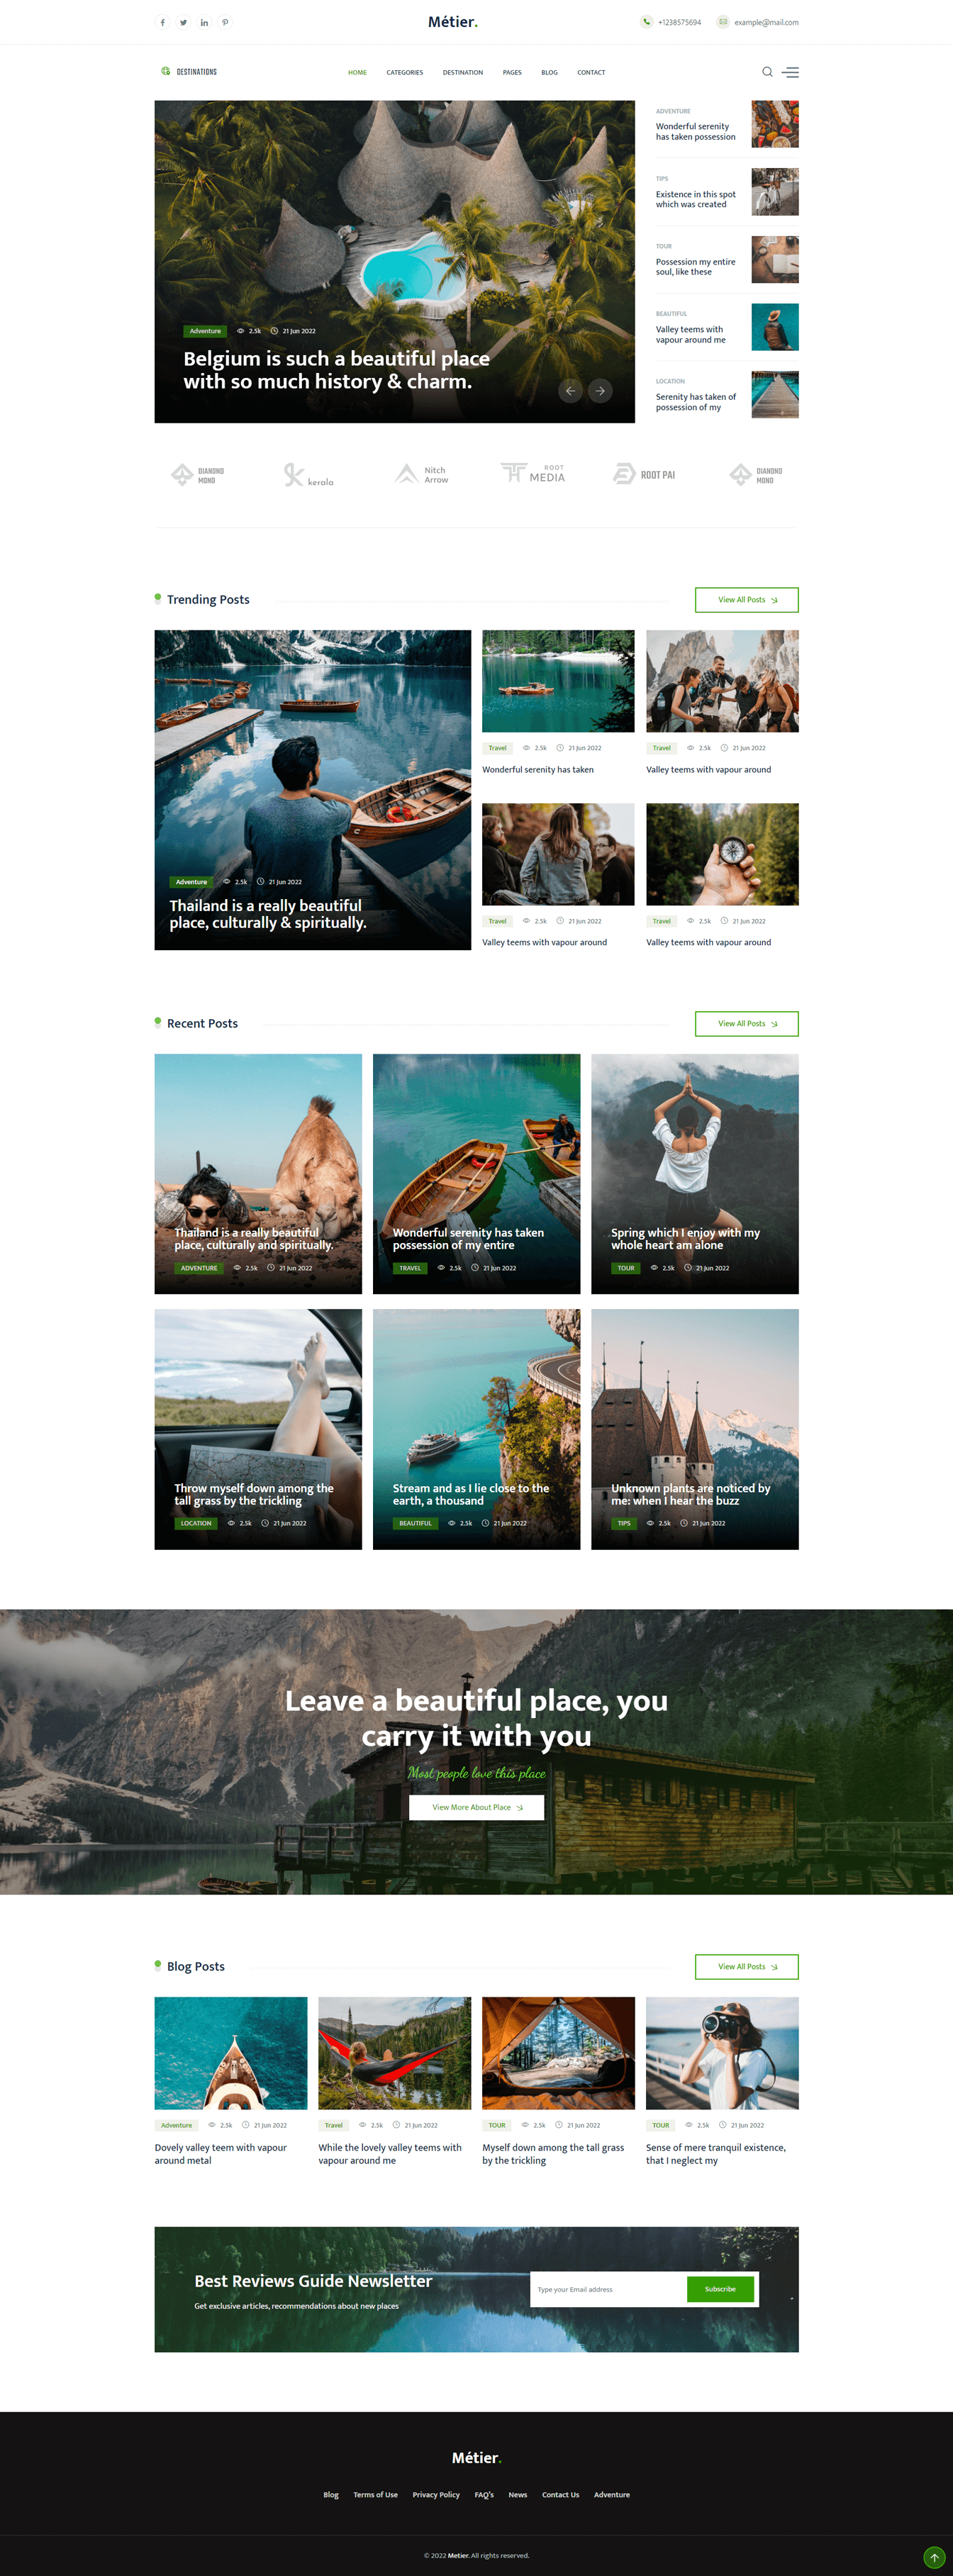 Métier.
+1238575694
example@mail.com
DESTINATIONS
HOME
CATEGORIES
DESTINATION
PAGES
BLOG
CONTACT
Adventure
2.5k
21 Jun 2022
Belgium is such a beautiful place
with so much history & charm.
ADVENTURE
Wonderful serenity
has taken possession
TIPS
Existence in this spot
which was created
TOUR
Possession my entire
soul, like these
BEAUTIFUL
Valley teems with
vapour around me
LOCATION
Serenity has taken of
possession of my
DIANOND
MONO
kerala
Nitch
Arrow
ROOT
MEDIA
ROOT PAI
DIANOND
MONO
Trending Posts
View All Posts
Adventure
2.5k
21 Jun 2022
Thailand is a really beautiful
place, culturally & spiritually.
Travel
2.5k
21 Jun 2022
Wonderful serenity has taken
Travel
2.5k
21 Jun 2022
Valley teems with vapour around
Travel
2.5k
21 Jun 2022
Valley teems with vapour around
Travel
2.5k
21 Jun 2022
Valley teems with vapour around
Recent Posts
View All Posts
Thailand is a really beautiful
place, culturally and spiritually.
ADVENTURE
2.5k
21 Jun 2022
Wonderful serenity has taken
possession of my entire
TRAVEL
2.5k
21 Jun 2022
Spring which I enjoy with my
whole heart am alone
TOUR
2.5k
21 Jun 2022
Throw myself down among the
tall grass by the trickling
LOCATION
2.5k
21 Jun 2022
Stream and as I lie close to the
earth, a thousand
BEAUTIFUL
2.5k
21 Jun 2022
Unknown plants are noticed by
me: when I hear the buzz
TIPS
2.5k
21 Jun 2022
Leave a beautiful place, you
carry it with you
Most people love this place
View More About Place
Blog Posts
View All Posts
Adventure
2.5k
21 Jun 2022
Dovely valley teem with vapour
around metal
Travel
2.5k
21 Jun 2022
While the lovely valley teems with
vapour around me
TOUR
2.5k
21 Jun 2022
Myself down among the tall grass
by the trickling
TOUR
2.5k
21 Jun 2022
Sense of mere tranquil existence,
that I neglect my
Best Reviews Guide Newsletter
Get exclusive articles, recommendations about new places
Type your Email address
Subscribe
Métier.
Blog
Terms of Use
Privacy Policy
FAQ's
News
Contact Us
Adventure
© 2022 Metier. All rights reserved.